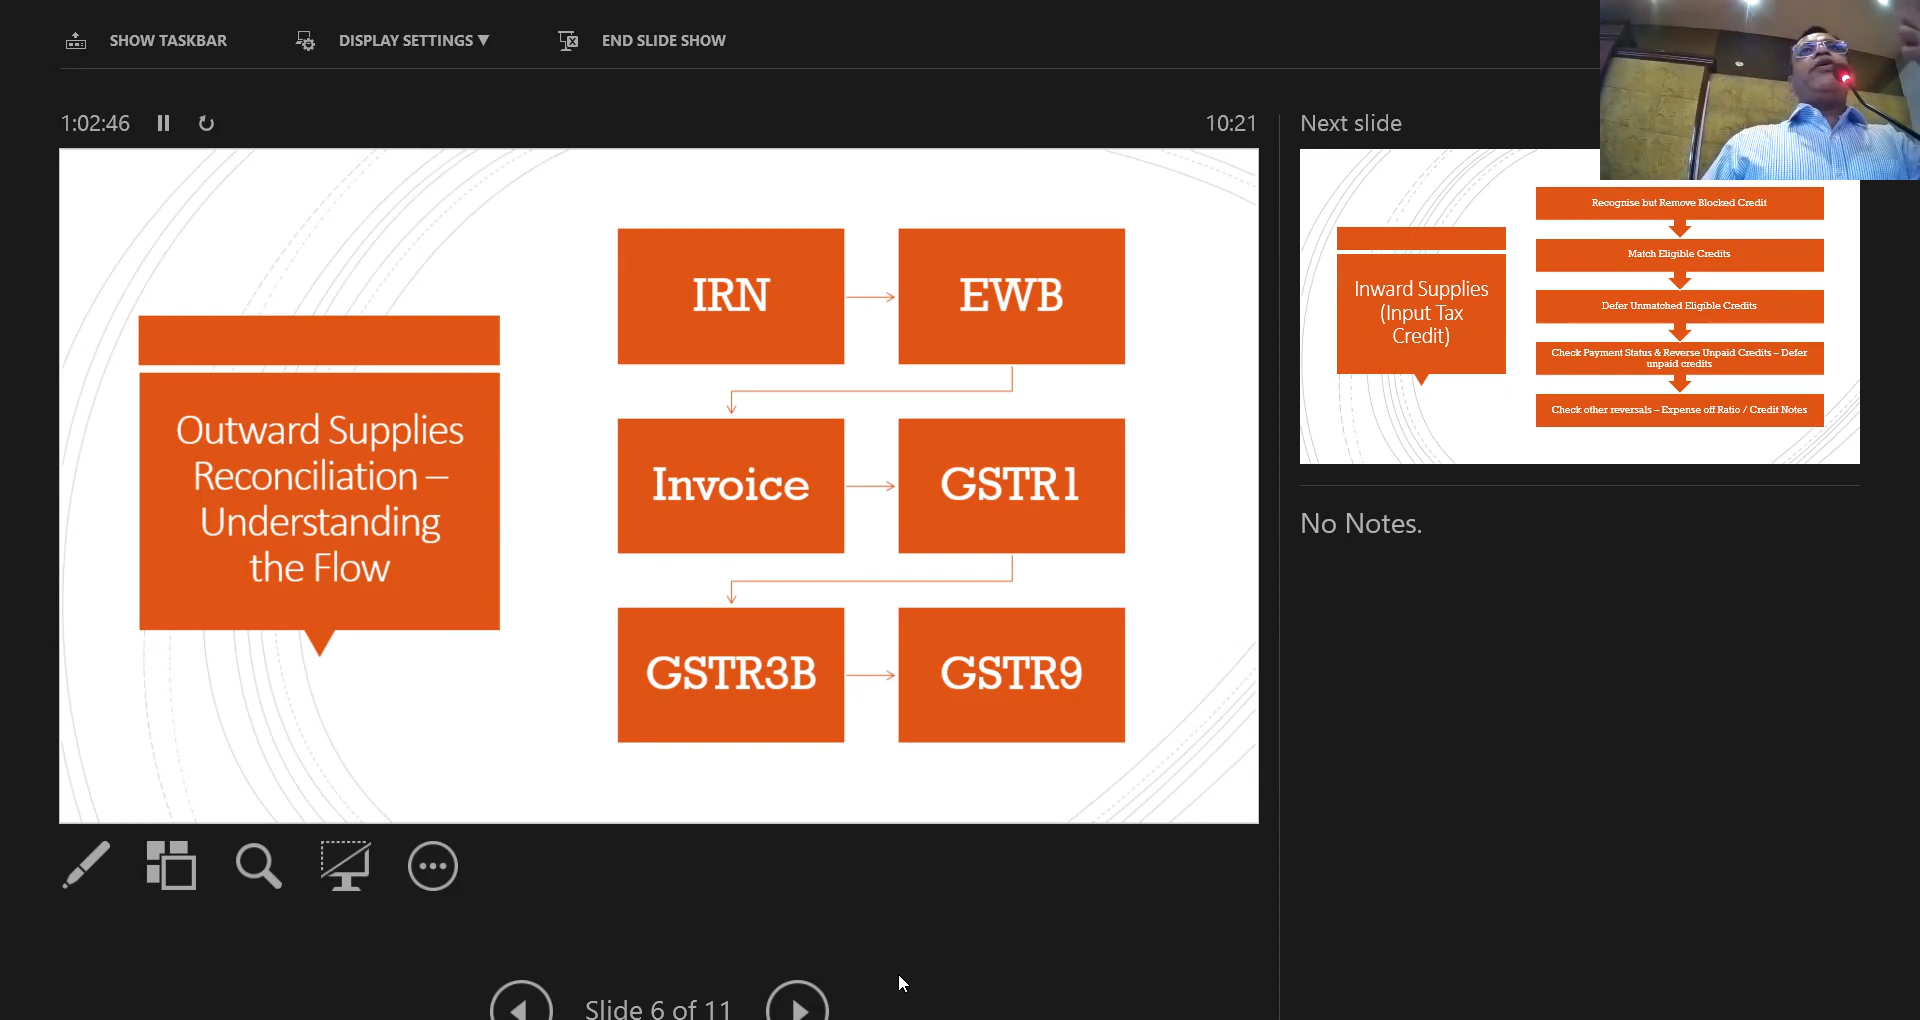 SHOW TASKBAR
DISPLAY SETTINGS ▼
END SLIDE SHOW
1:02:46
10:21
Next slide
Outward Supplies
Reconciliation –
Understanding
the Flow
IRN
EWB
Invoice
GSTR1
GSTR3B
GSTR9
Inward Supplies
(Input Tax
Credit)
Recognise but Remove Blocked Credit
Match Eligible Credits
Defer Unmatched Eligible Credits
Check Payment Status & Reverse Unpaid Credits – Defer
unpaid credits
Check other reversals – Expense off Ratio / Credit Notes
No Notes.
Slide 6 of 11